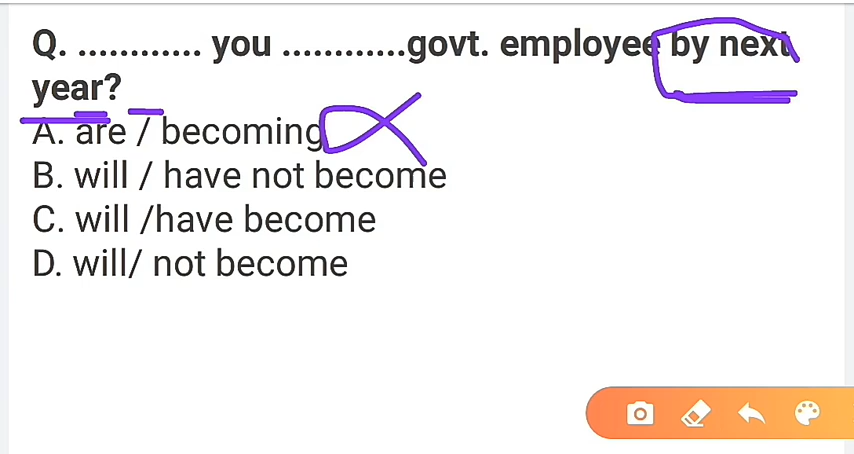 Q. ............ you ............govt. employee by next
year?
A. are / becoming
B. will / have not become
C. will /have become
D. will/ not become